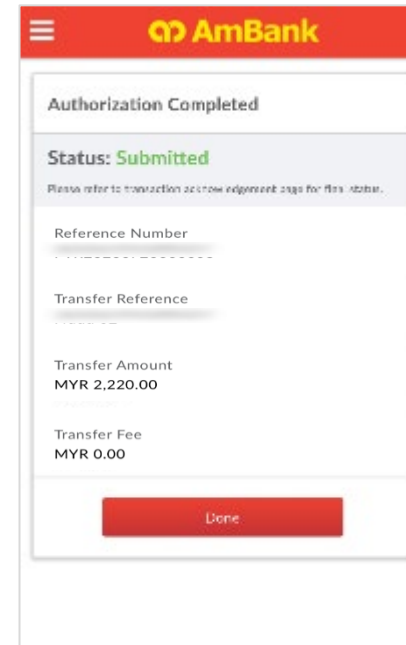 AmBank
Authorization Completed
Status: Submitted
Please refer to transaction acknowledgement page for final status.
Reference Number
Transfer Reference
Transfer Amount
MYR 2,220.00
Transfer Fee
MYR 0.00
Done